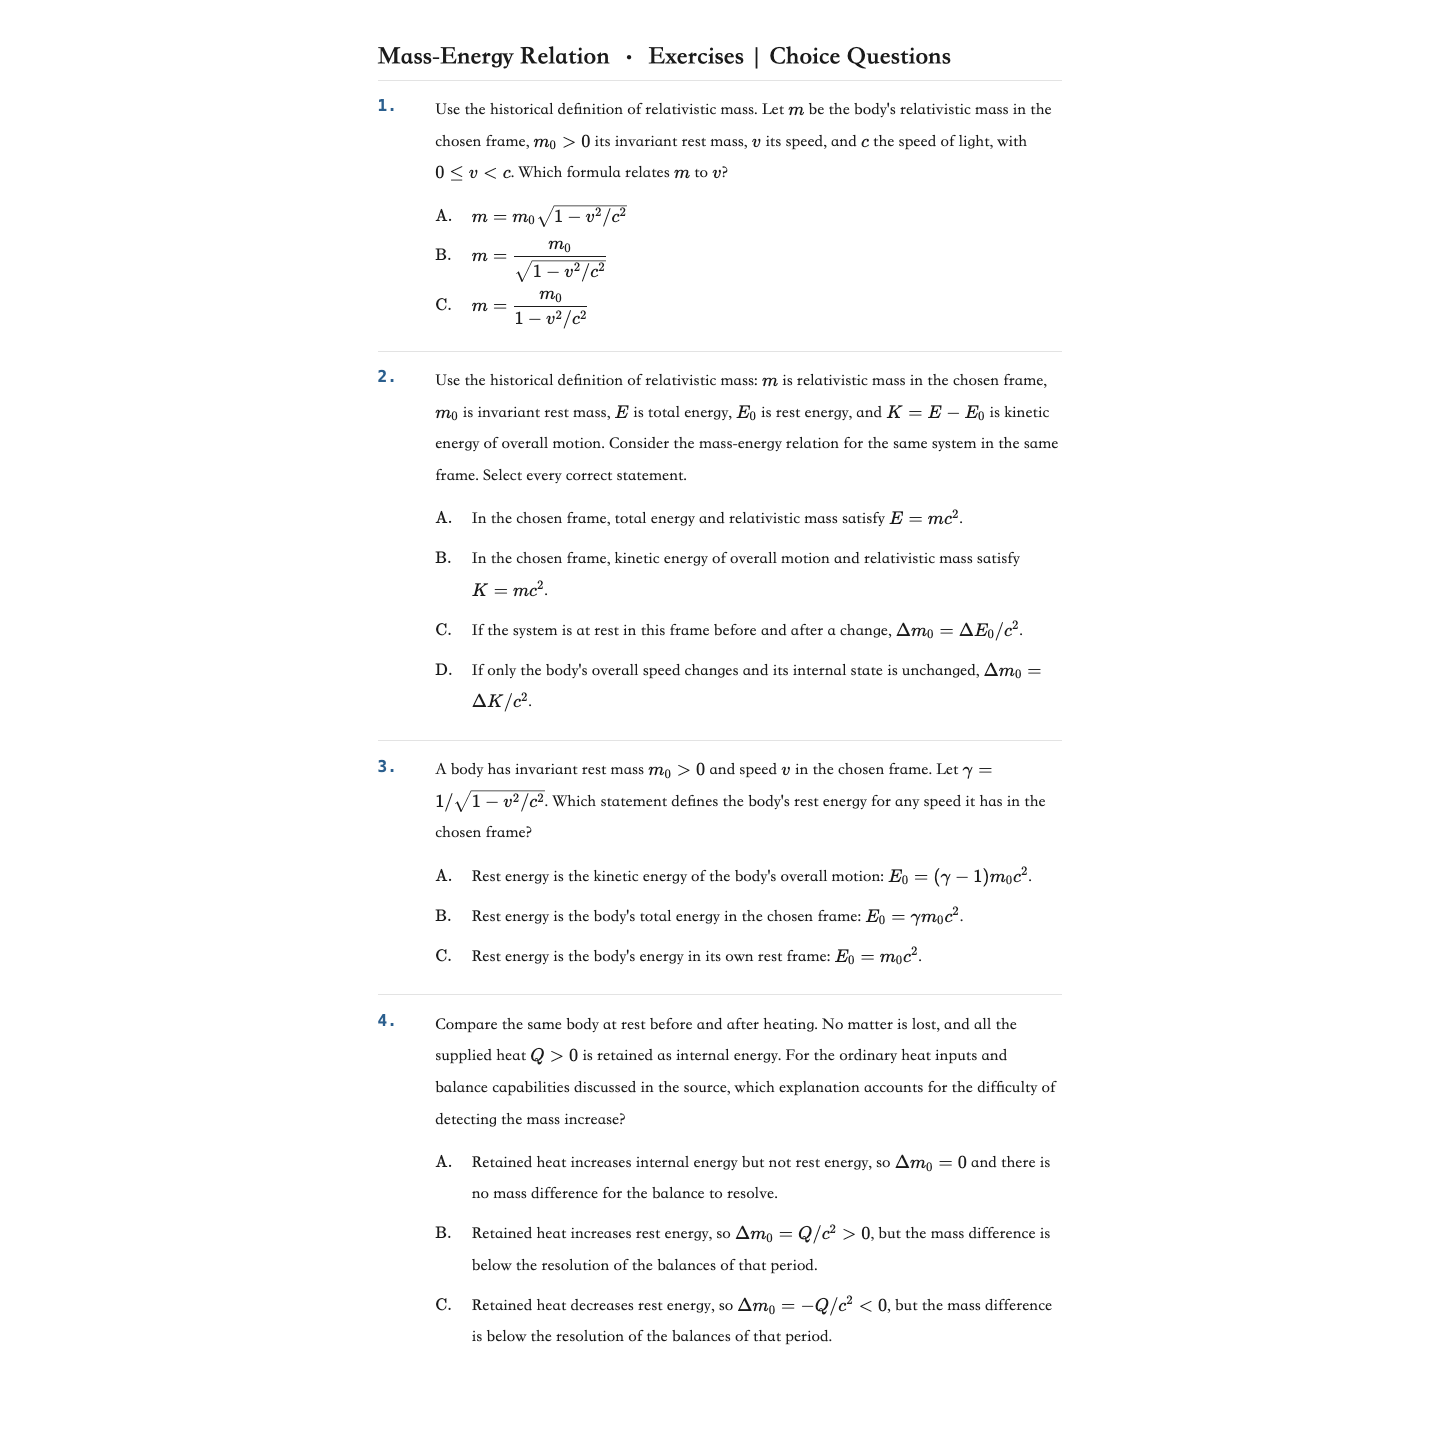 Mass-Energy Relation · Exercises | Choice Questions
1. Use the historical definition of relativistic mass. Let m be the body's relativistic mass in the
chosen frame, m₀ > 0 its invariant rest mass, v its speed, and c the speed of light, with
0 ≤ v < c. Which formula relates m to v?
A. m = m₀√(1 − v²/c²)
B. m = m₀/√(1 − v²/c²)
C. m = m₀/(1 − v²/c²)
2. Use the historical definition of relativistic mass: m is relativistic mass in the chosen frame,
m₀ is invariant rest mass, E is total energy, E₀ is rest energy, and K = E − E₀ is kinetic
energy of overall motion. Consider the mass-energy relation for the same system in the same
frame. Select every correct statement.
A. In the chosen frame, total energy and relativistic mass satisfy E = mc².
B. In the chosen frame, kinetic energy of overall motion and relativistic mass satisfy
K = mc².
C. If the system is at rest in this frame before and after a change, Δm₀ = ΔE₀/c².
D. If only the body's overall speed changes and its internal state is unchanged, Δm₀ =
ΔK/c².
3. A body has invariant rest mass m₀ > 0 and speed v in the chosen frame. Let γ =
1/√(1 − v²/c²). Which statement defines the body's rest energy for any speed it has in the
chosen frame?
A. Rest energy is the kinetic energy of the body's overall motion: E₀ = (γ − 1)m₀c².
B. Rest energy is the body's total energy in the chosen frame: E₀ = γm₀c².
C. Rest energy is the body's energy in its own rest frame: E₀ = m₀c².
4. Compare the same body at rest before and after heating. No matter is lost, and all the
supplied heat Q > 0 is retained as internal energy. For the ordinary heat inputs and
balance capabilities discussed in the source, which explanation accounts for the difficulty of
detecting the mass increase?
A. Retained heat increases internal energy but not rest energy, so Δm₀ = 0 and there is
no mass difference for the balance to resolve.
B. Retained heat increases rest energy, so Δm₀ = Q/c² > 0, but the mass difference is
below the resolution of the balances of that period.
C. Retained heat decreases rest energy, so Δm₀ = −Q/c² < 0, but the mass difference
is below the resolution of the balances of that period.